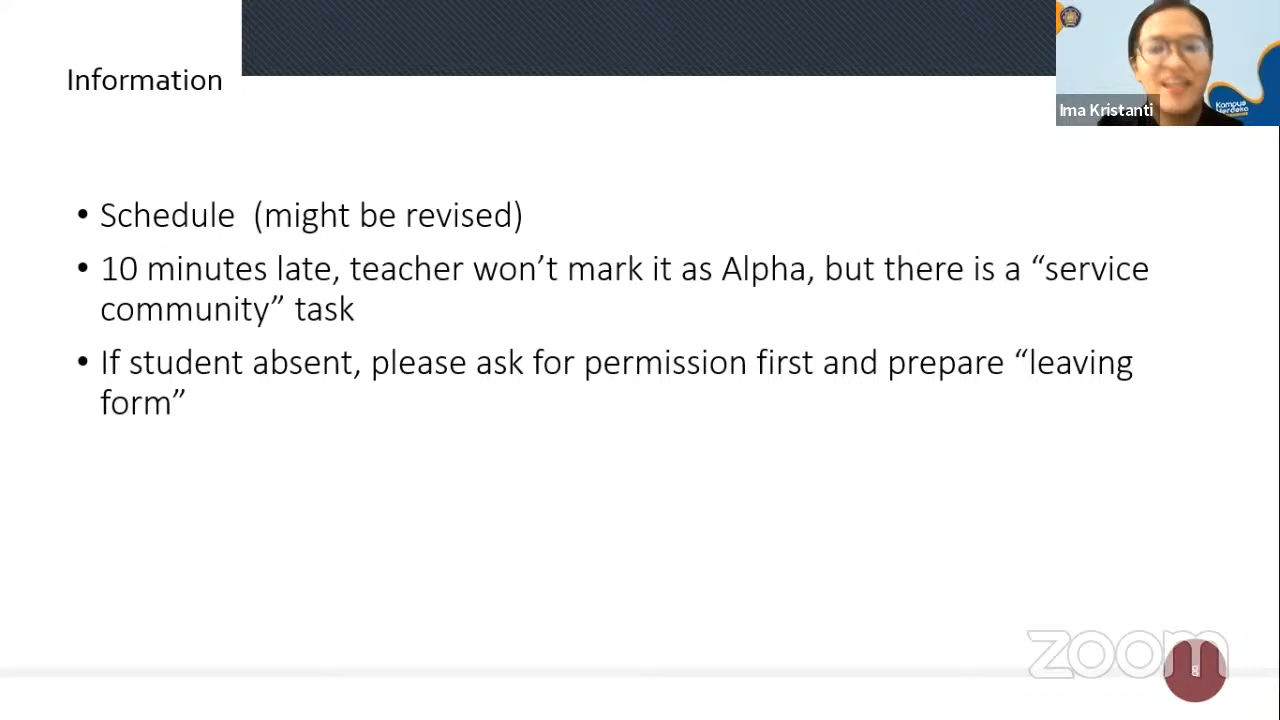 Information
Ima Kristanti
Kampus
Merdeka
• Schedule  (might be revised)
• 10 minutes late, teacher won’t mark it as Alpha, but there is a “service
community” task
• If student absent, please ask for permission first and prepare “leaving
form”
zoom
8